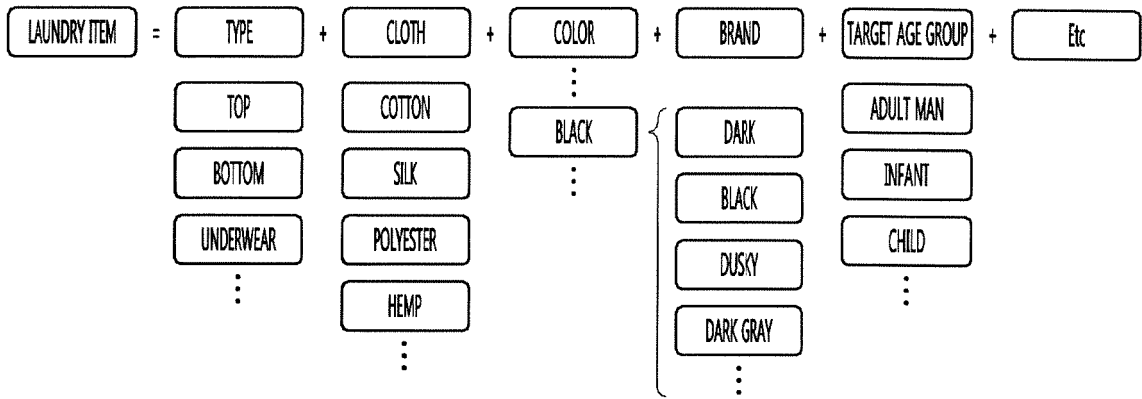 LAUNDRY ITEM = TYPE + CLOTH + COLOR + BRAND + TARGET AGE GROUP + Etc
TOP COTTON BLACK DARK ADULT MAN
BOTTOM SILK BLACK INFANT
UNDERWEAR POLYESTER DUSKY CHILD
HEMP DARK GRAY